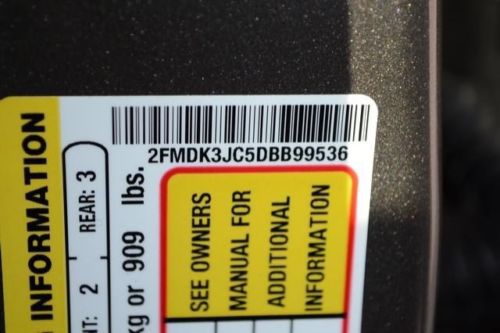 2FMDK3JC5DBB99536
INFORMATION
REAR: 3
2
kg or 909 lbs.
SEE OWNERS
MANUAL FOR
ADDITIONAL
INFORMATION